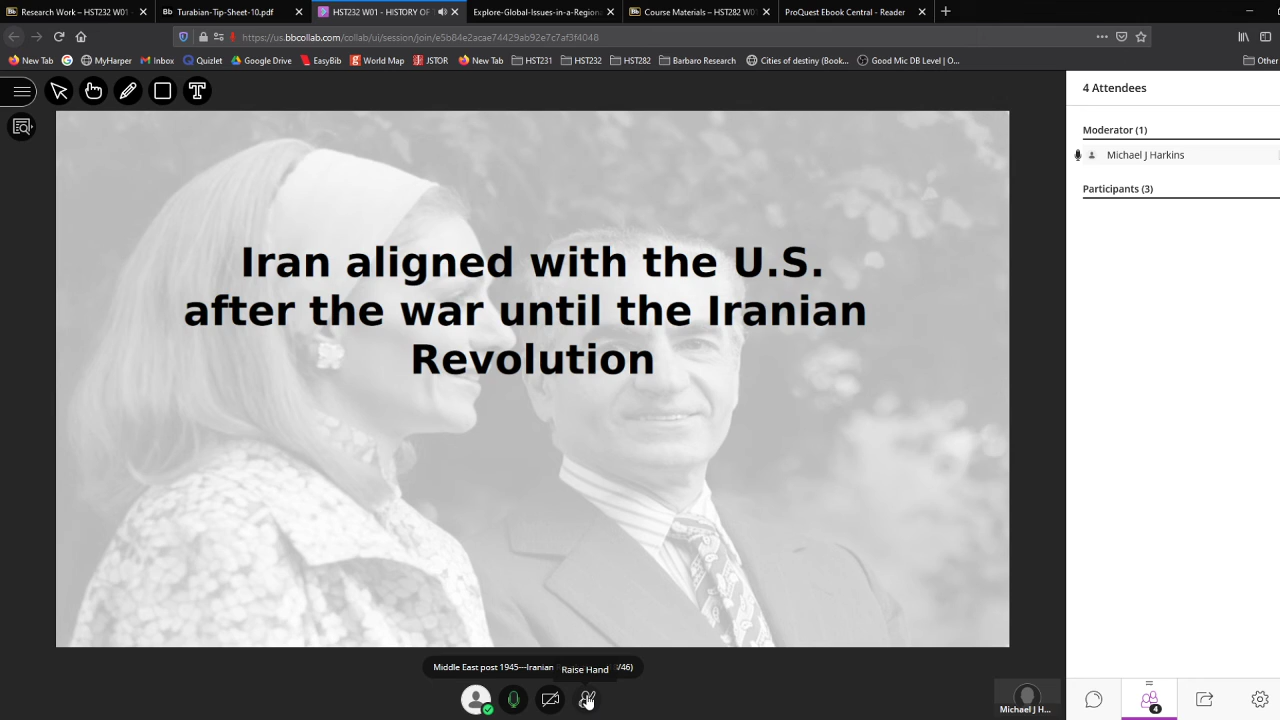 Research Work – HST232 W01 -
Turabian-Tip-Sheet-10.pdf
HST232 W01 - HISTORY OF
Explore-Global-Issues-in-a-Region
Course Materials – HST282 W01
ProQuest Ebook Central - Reader
https://us.bbcollab.com/collab/ui/session/join/e5b84e2acae74429ab92e7c7af3f4048
New Tab
MyHarper
Inbox
Quizlet
Google Drive
EasyBib
World Map
JSTOR
New Tab
HST231
HST232
HST282
Barbaro Research
Cities of destiny (Book...
Good Mic DB Level | O...
Other
4 Attendees
Moderator (1)
Michael J Harkins
Participants (3)
Iran aligned with the U.S.
after the war until the Iranian
Revolution
Middle East post 1945---Iranian /46)
Raise Hand
Michael J H...
4